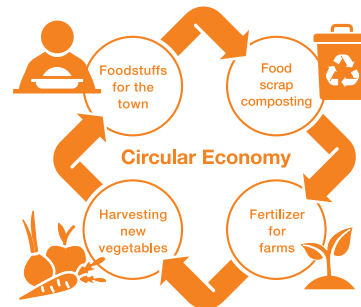 Foodstuffs
for the
town
Food
scrap
composting
Circular Economy
Harvesting
new
vegetables
Fertilizer
for
farms